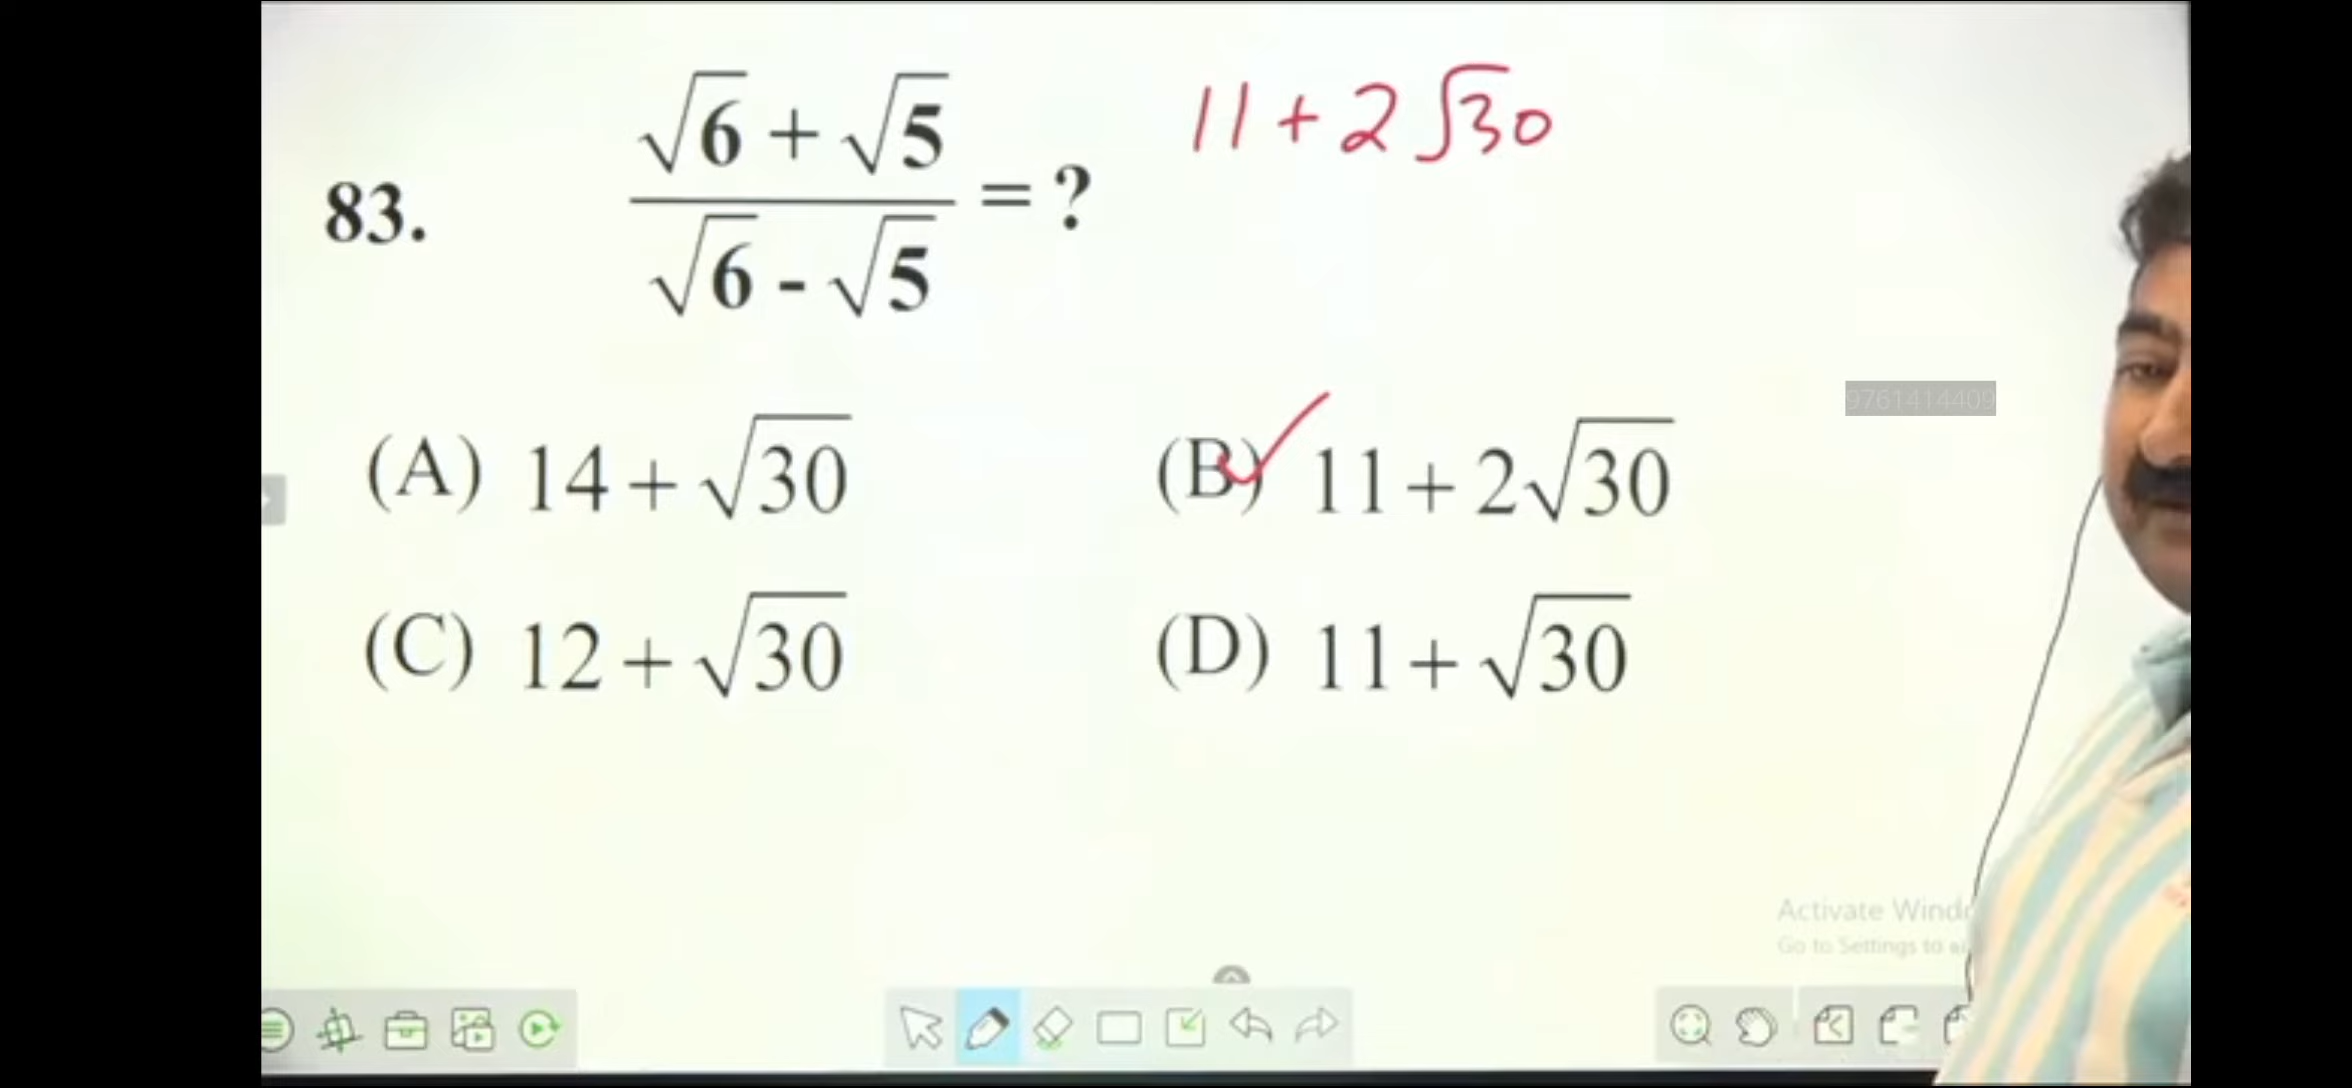 83. (√6 + √5)/(√6 - √5) = ? 11 + 2√30
9761414409
(A) 14 + √30 (B) 11 + 2√30
(C) 12 + √30 (D) 11 + √30
Activate
Go to Settings to